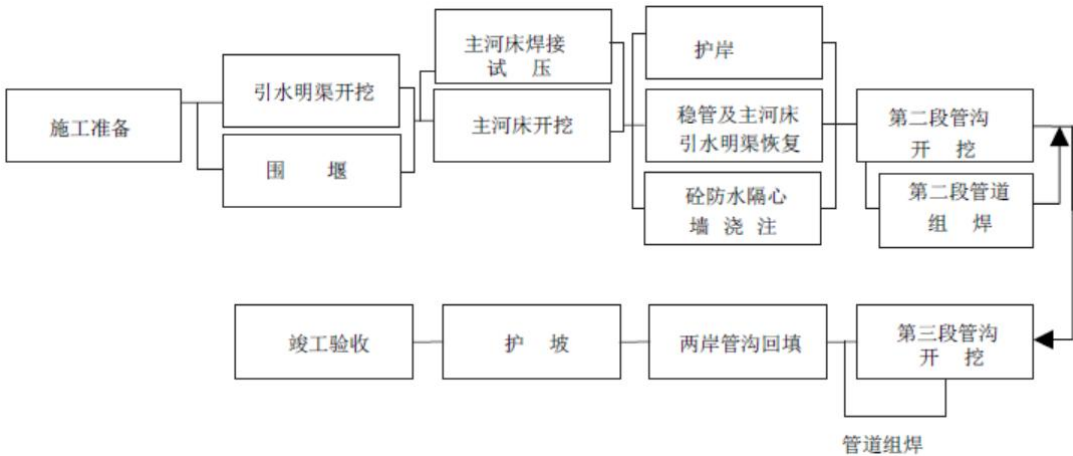 施工准备
引水明渠开挖
围 堰
主河床焊接
试 压
主河床开挖
护岸
稳管及主河床
引水明渠恢复
砼防水隔心
墙 浇 注
第二段管沟
开 挖
第二段管道
组 焊
竣工验收
护 坡
两岸管沟回填
第三段管沟
开 挖
管道组焊